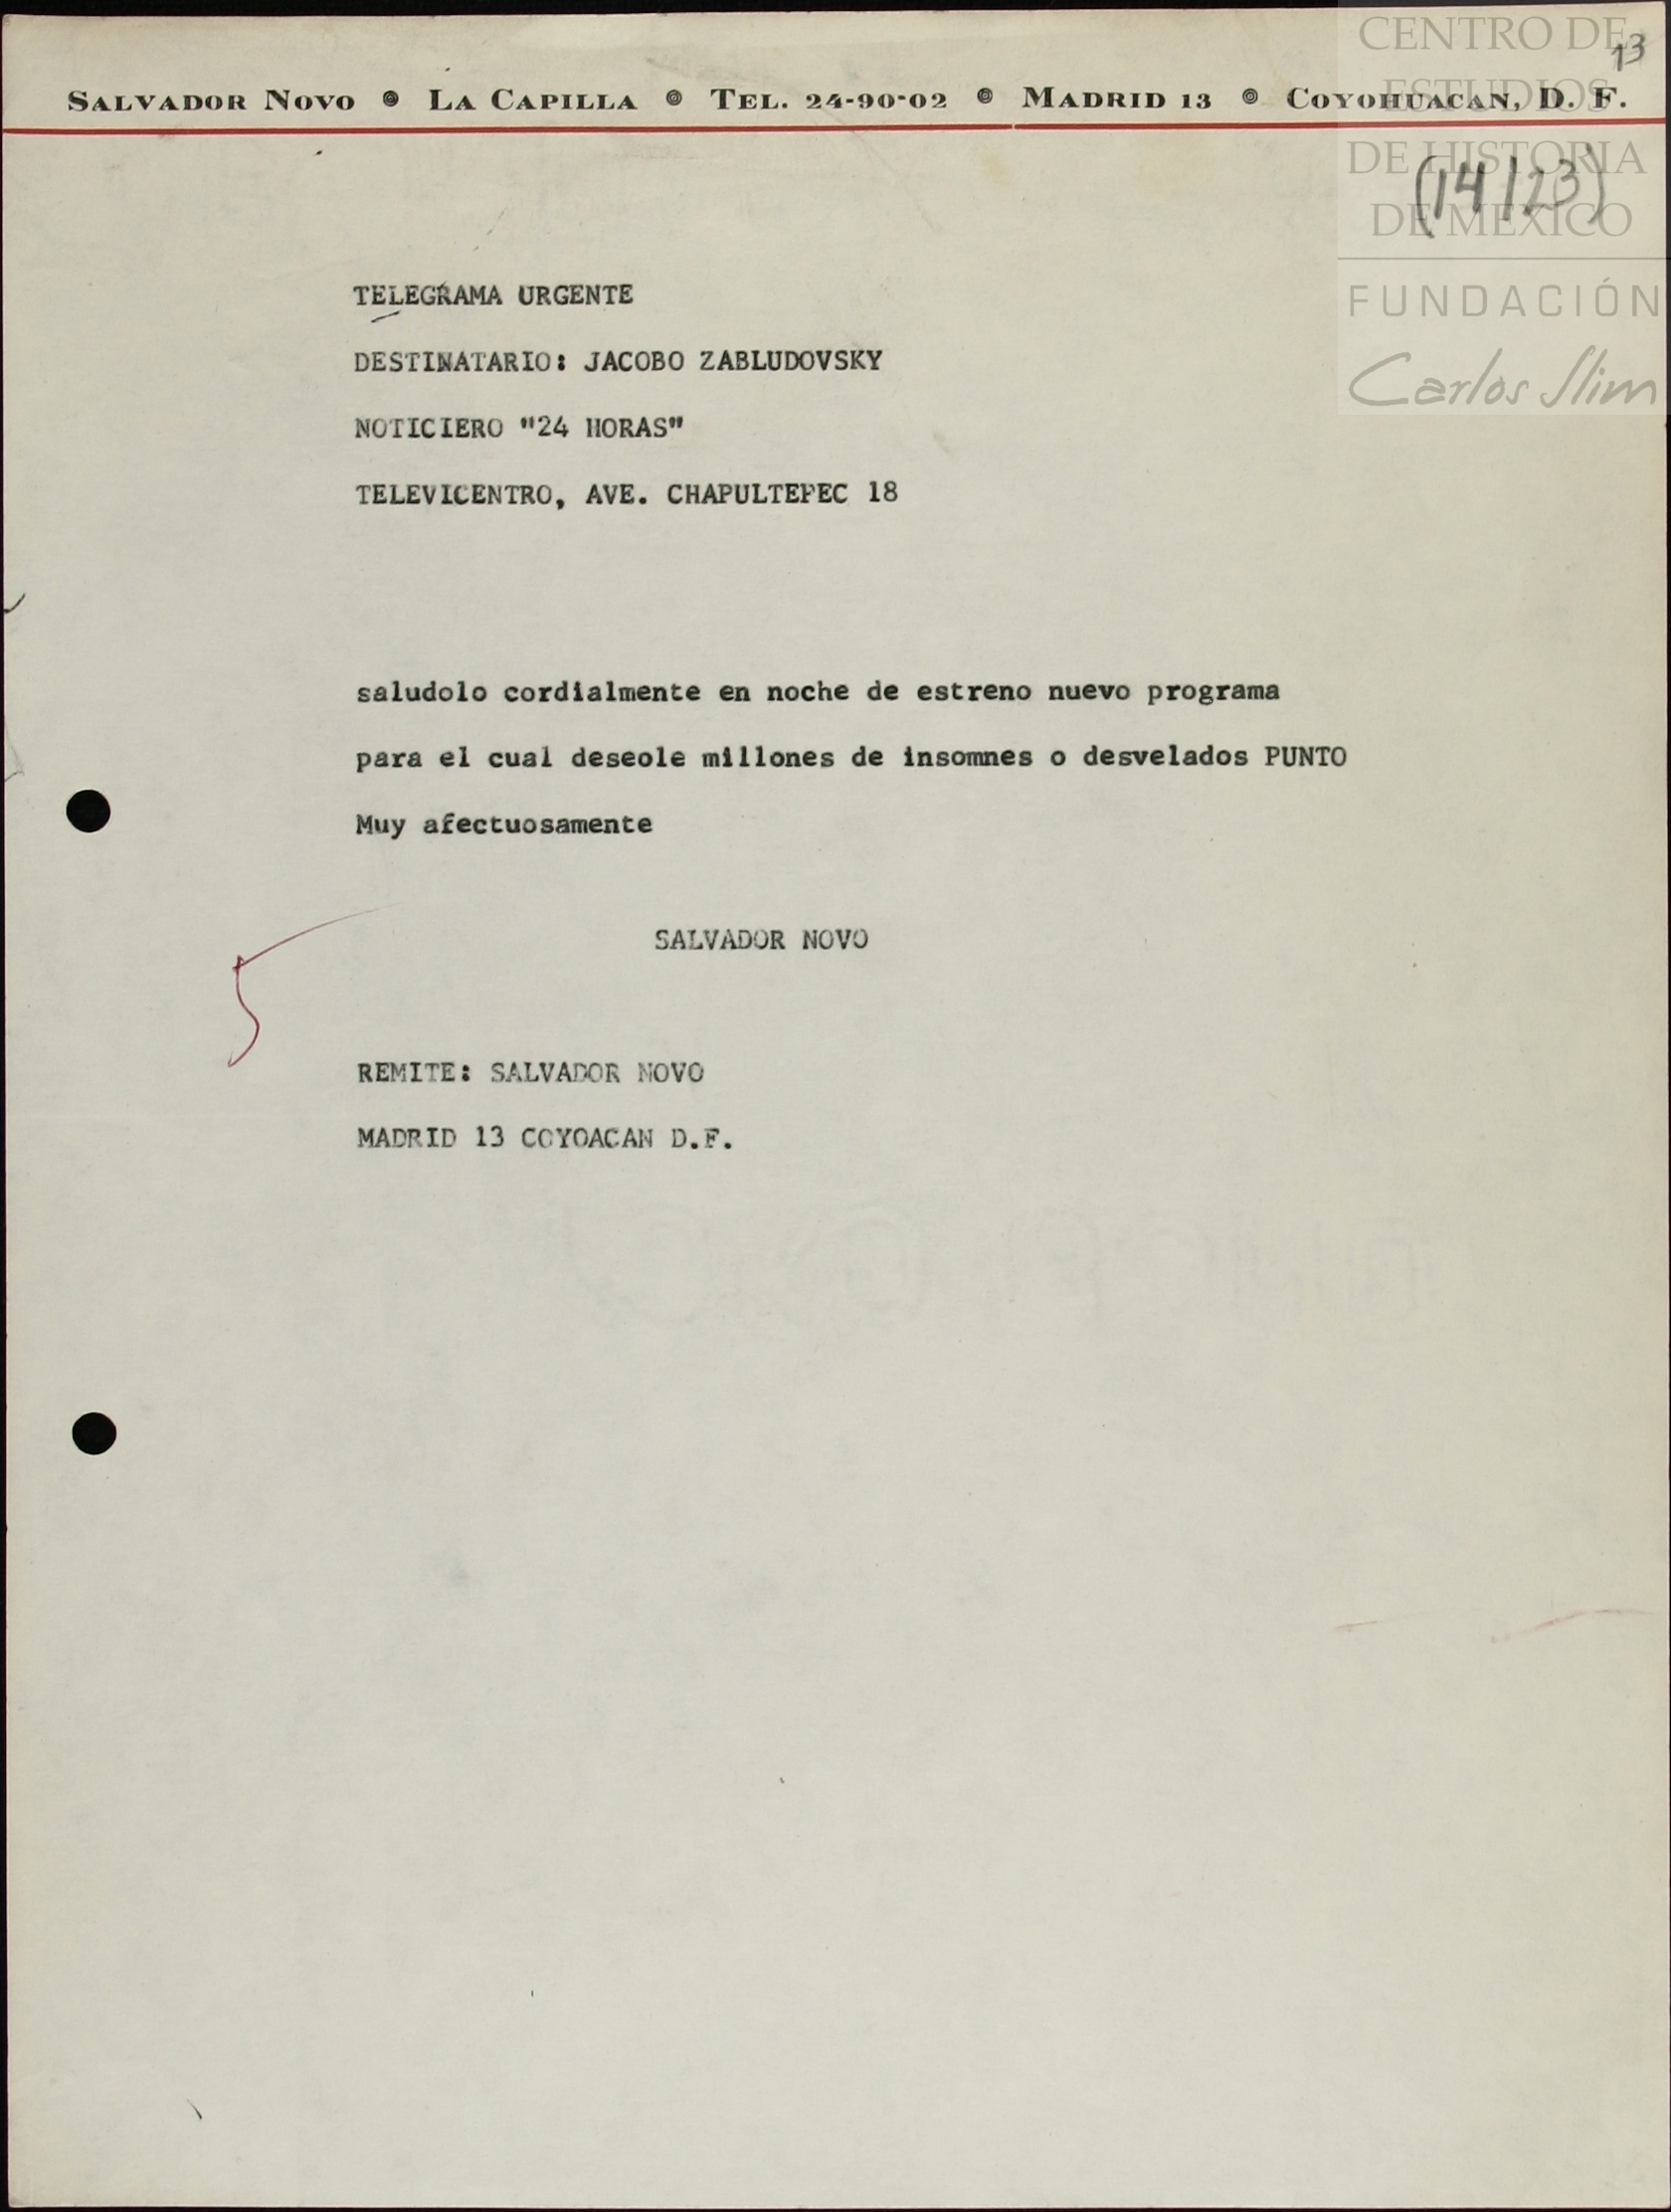 CENTRO DE
ESTUDIOS
DE HISTORIA
DE MEXICO
FUNDACIÓN
Carlos Slim
13
SALVADOR NOVO LA CAPILLA TEL. 24-90-02 MADRID 13 COYOHUACAN, D. F.
(14/23)
TELEGRAMA URGENTE
DESTINATARIO: JACOBO ZABLUDOVSKY
NOTICIERO "24 HORAS"
TELEVICENTRO, AVE. CHAPULTEPEC 18
saludolo cordialmente en noche de estreno nuevo programa
para el cual deseole millones de insomnes o desvelados PUNTO
Muy afectuosamente
SALVADOR NOVO
5
REMITE: SALVADOR NOVO
MADRID 13 COYOACAN D.F.